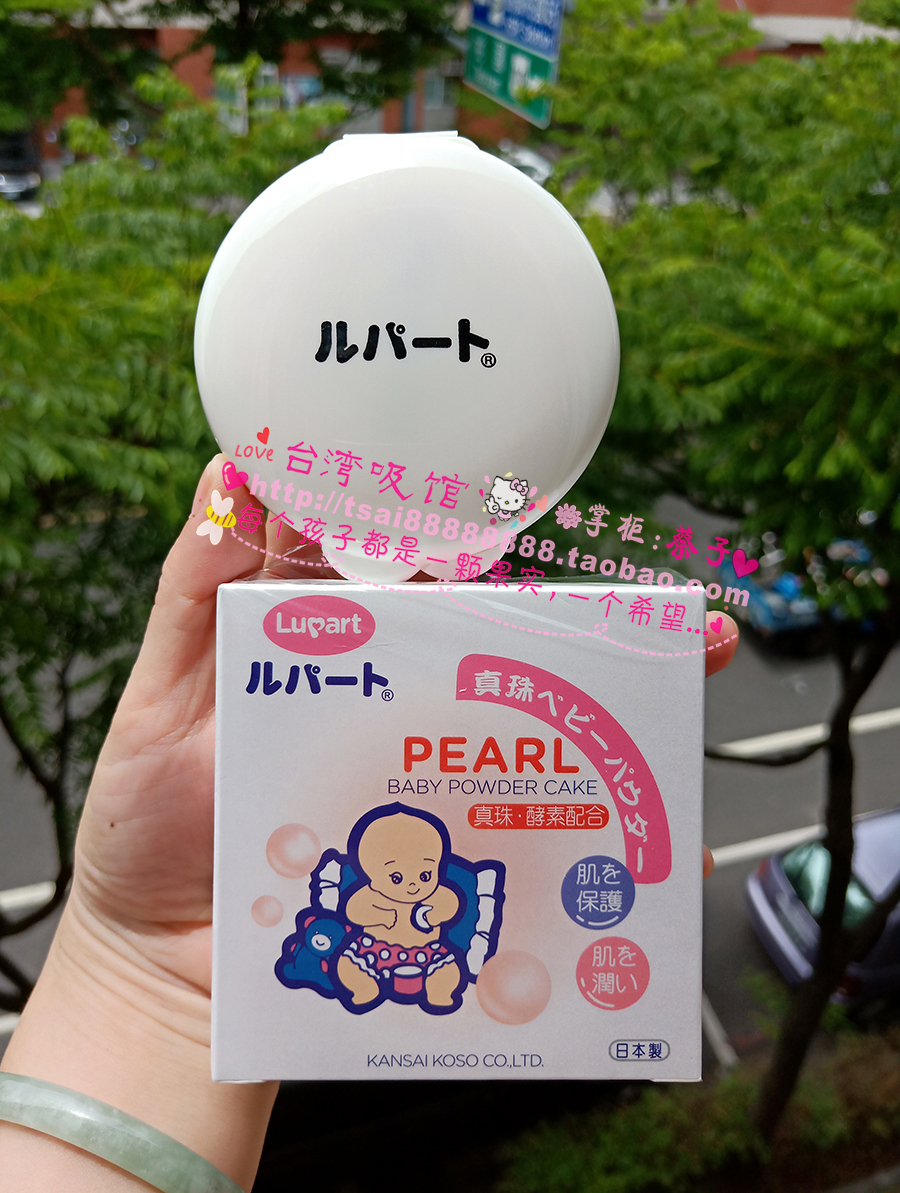 ルパート®
LOVE 台湾吸馆
http://tsai88888888.taobao.com
掌柜:蔡子
每个孩子都是一颗果实,一个希望...
Lupart
ルパート®
真珠ベビーパウダー
PEARL
BABY POWDER CAKE
真珠・酵素配合
肌を
保護
肌を
潤い
KANSAI KOSO CO.,LTD.
日本製